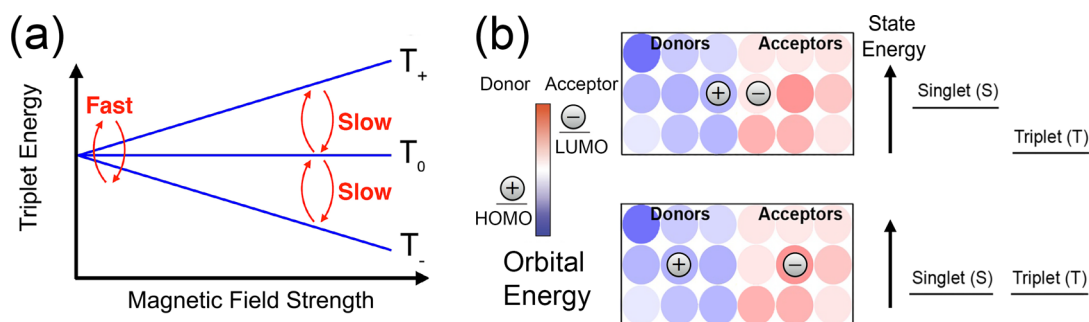 (a)
Triplet Energy
Fast
Slow
Slow
T+
T0
T-
Magnetic Field Strength
(b)
Donor Acceptor
−
LUMO
+
HOMO
Orbital
Energy
Donors Acceptors
+ −
State
Energy
Singlet (S)
Triplet (T)
Donors Acceptors
+ −
Singlet (S) Triplet (T)